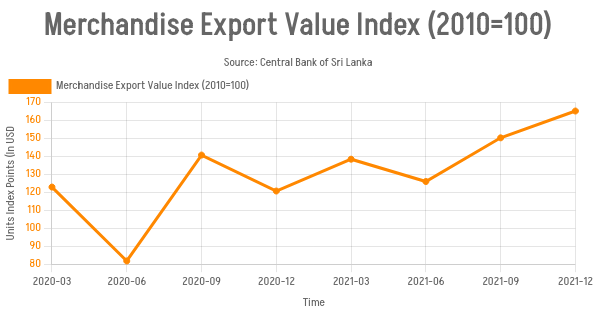 Merchandise Export Value Index (2010=100)
Source: Central Bank of Sri Lanka
Merchandise Export Value Index (2010=100)
Units Index Points (In USD
170
160
150
140
130
120
110
100
90
80
2020-03 2020-06 2020-09 2020-12 2021-03 2021-06 2021-09 2021-12
Time